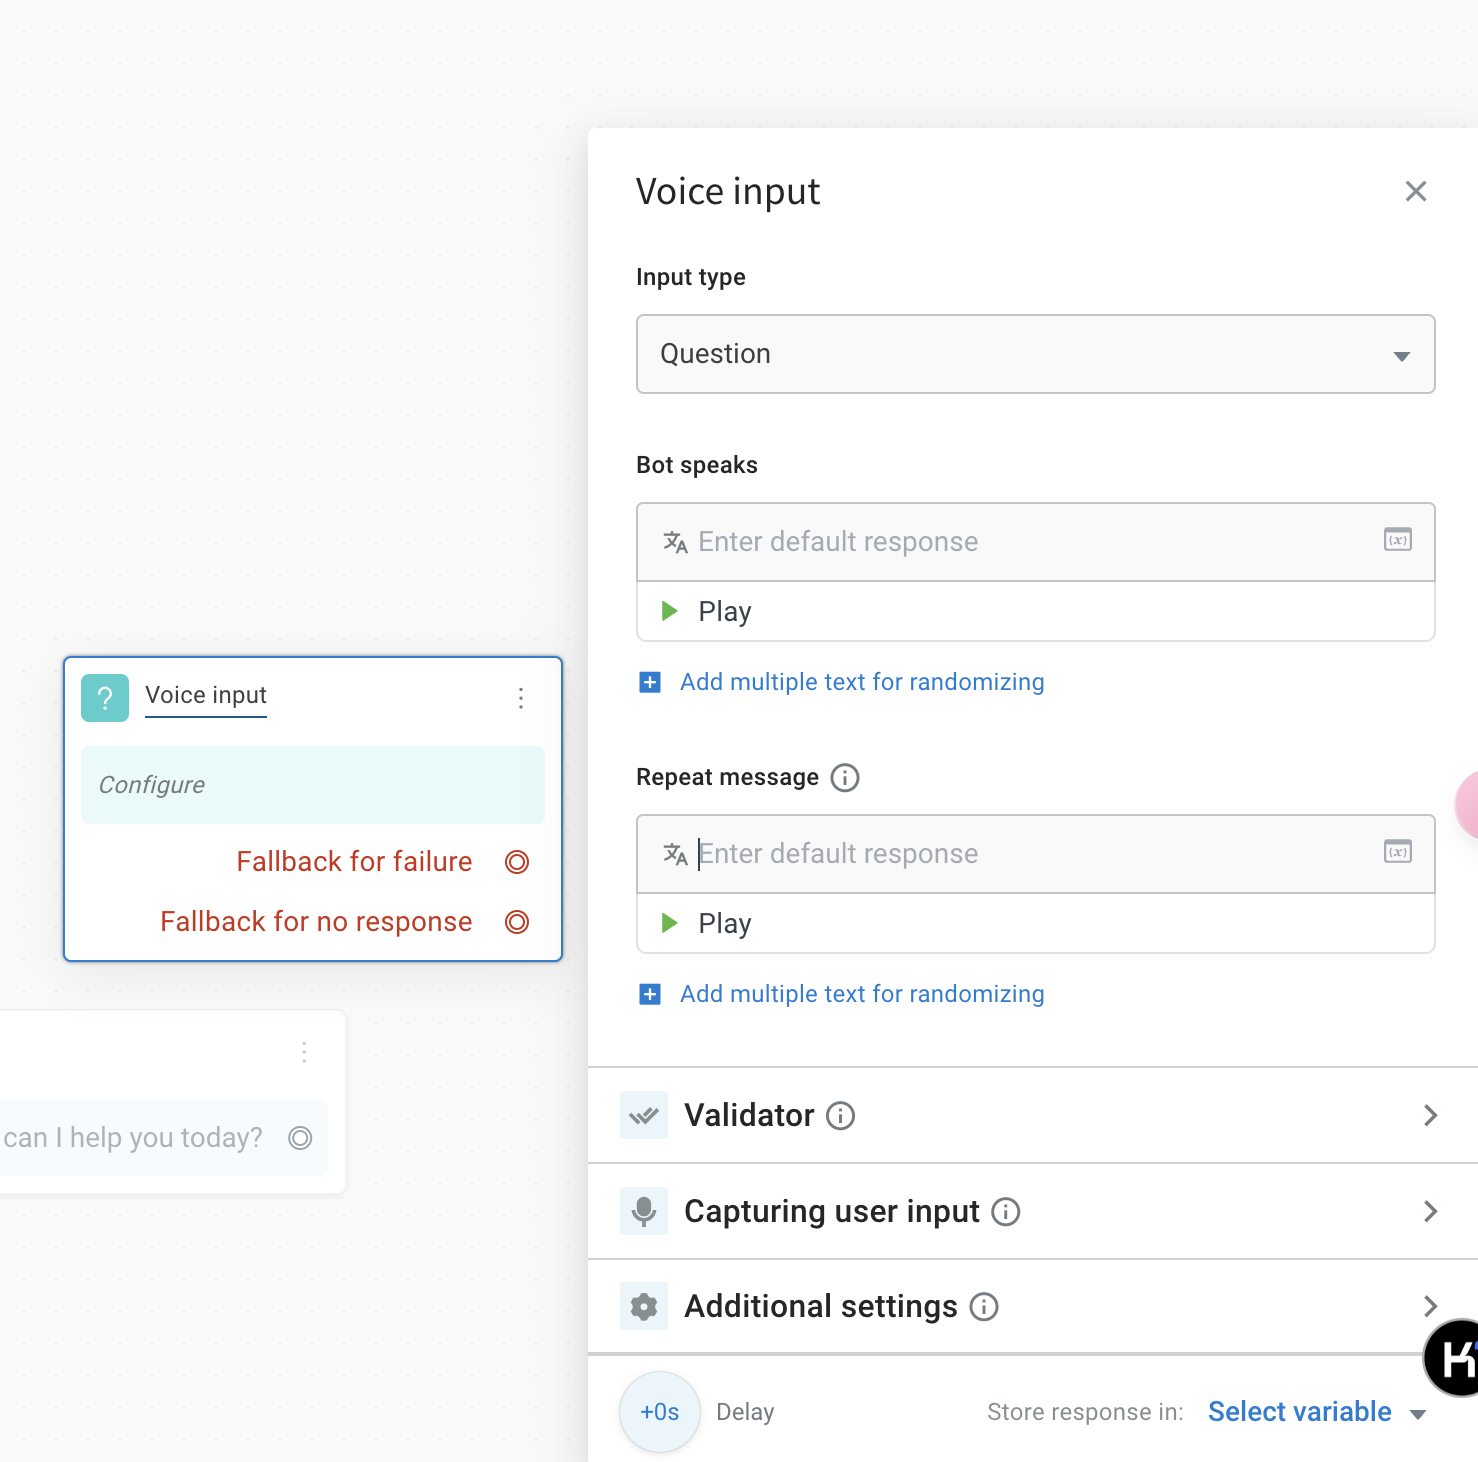 Voice input
Input type
Question
Bot speaks
Enter default response
Play
Add multiple text for randomizing
Repeat message
Enter default response
Play
Add multiple text for randomizing
Validator
Capturing user input
Additional settings
+0s Delay Store response in: Select variable
? Voice input
Configure
Fallback for failure
Fallback for no response
can I help you today?